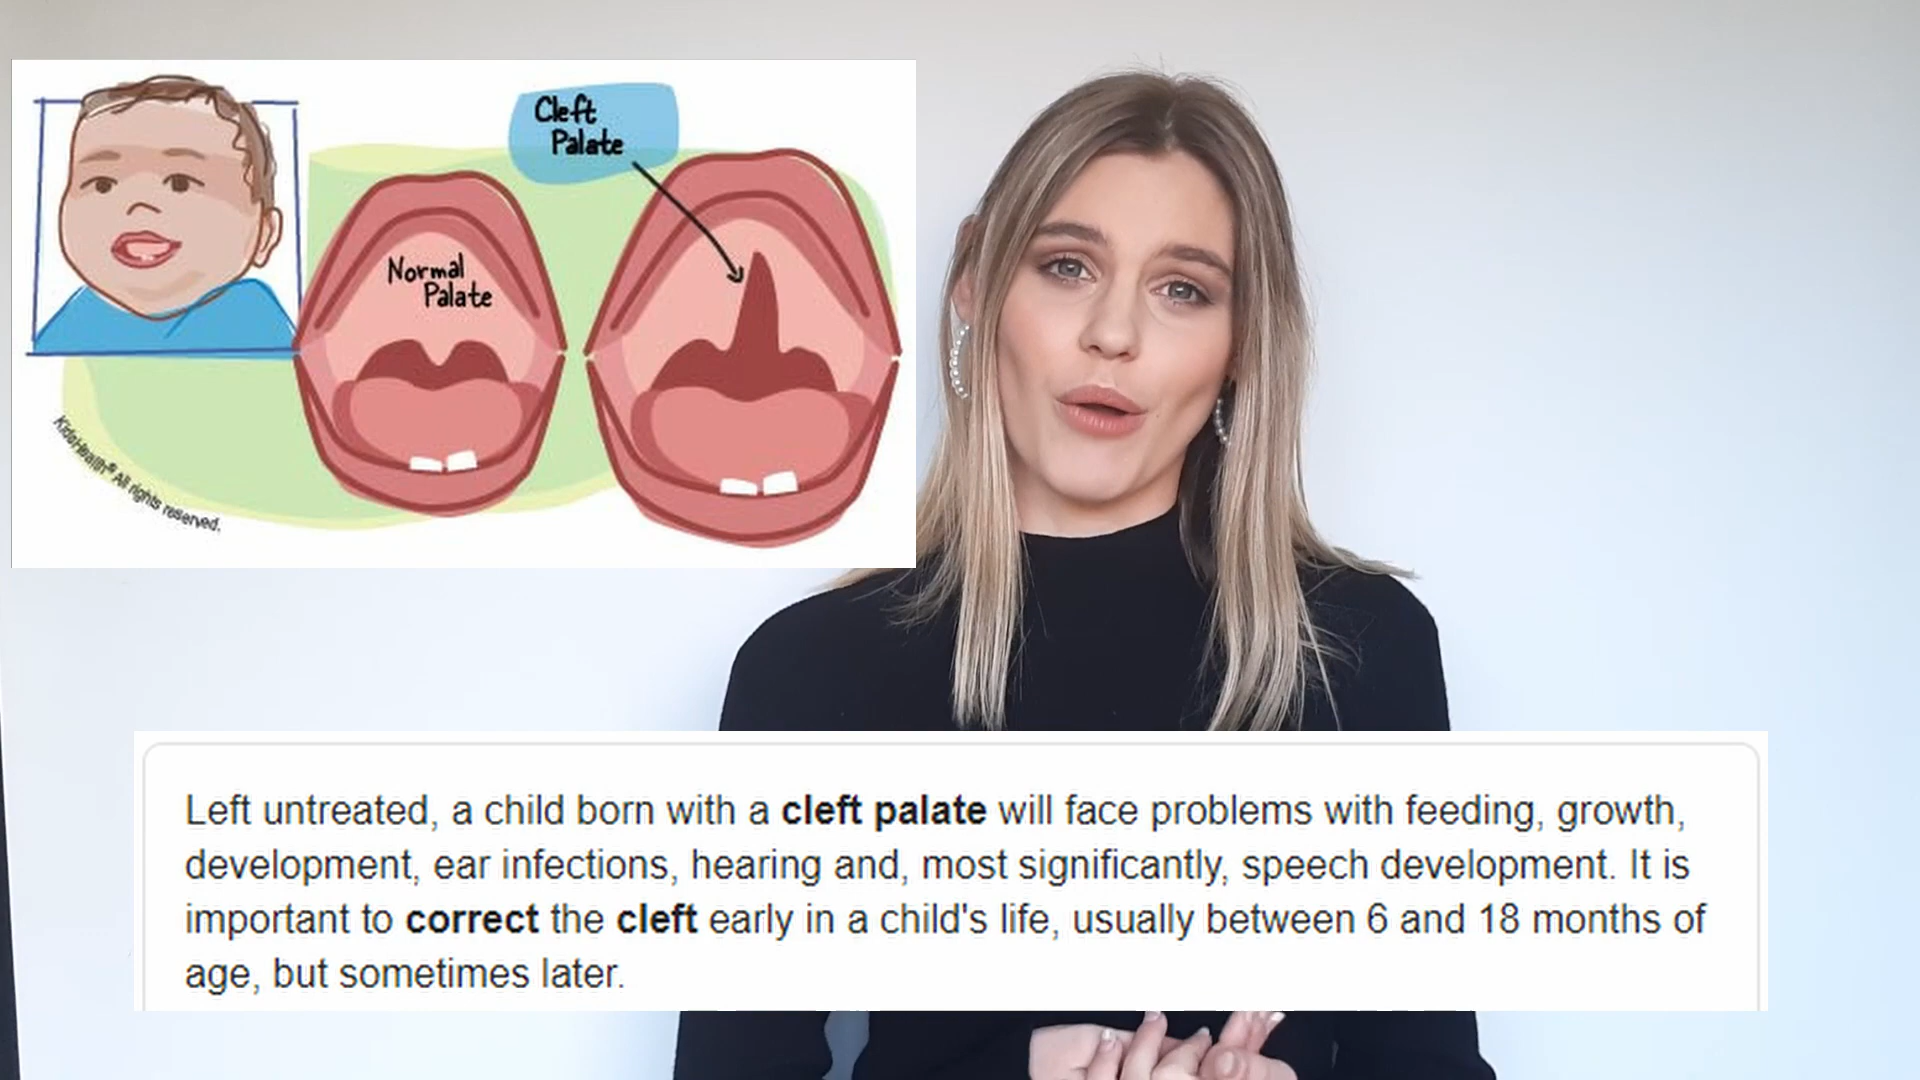 Cleft
Palate
Normal
Palate
KidsHealth® All rights reserved.
Left untreated, a child born with a cleft palate will face problems with feeding, growth,
development, ear infections, hearing and, most significantly, speech development. It is
important to correct the cleft early in a child's life, usually between 6 and 18 months of
age, but sometimes later.